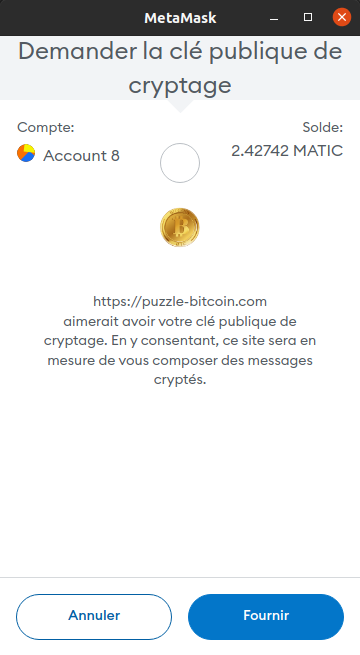 MetaMask
Demander la clé publique de
cryptage
Compte:
Solde:
Account 8
2.42742 MATIC
https://puzzle-bitcoin.com
aimerait avoir votre clé publique de
cryptage. En y consentant, ce site sera en
mesure de vous composer des messages
cryptés.
Annuler
Fournir